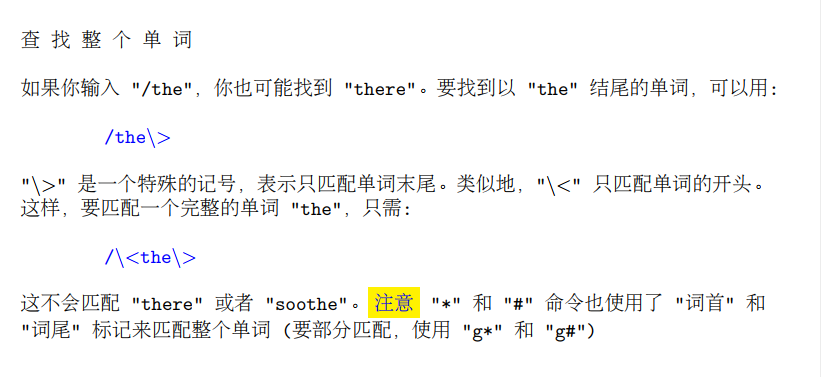 查 找 整 个 单 词
如果你输入 "/the"，你也可能找到 "there"。要找到以 "the" 结尾的单词，可以用：
/the\>
"\>" 是一个特殊的记号，表示只匹配单词末尾。类似地，"\<" 只匹配单词的开头。
这样，要匹配一个完整的单词 "the"，只需：
/\<the\>
这不会匹配 "there" 或者 "soothe"。 注意 "*" 和 "#" 命令也使用了 "词首" 和
"词尾" 标记来匹配整个单词 (要部分匹配，使用 "g*" 和 "g#")